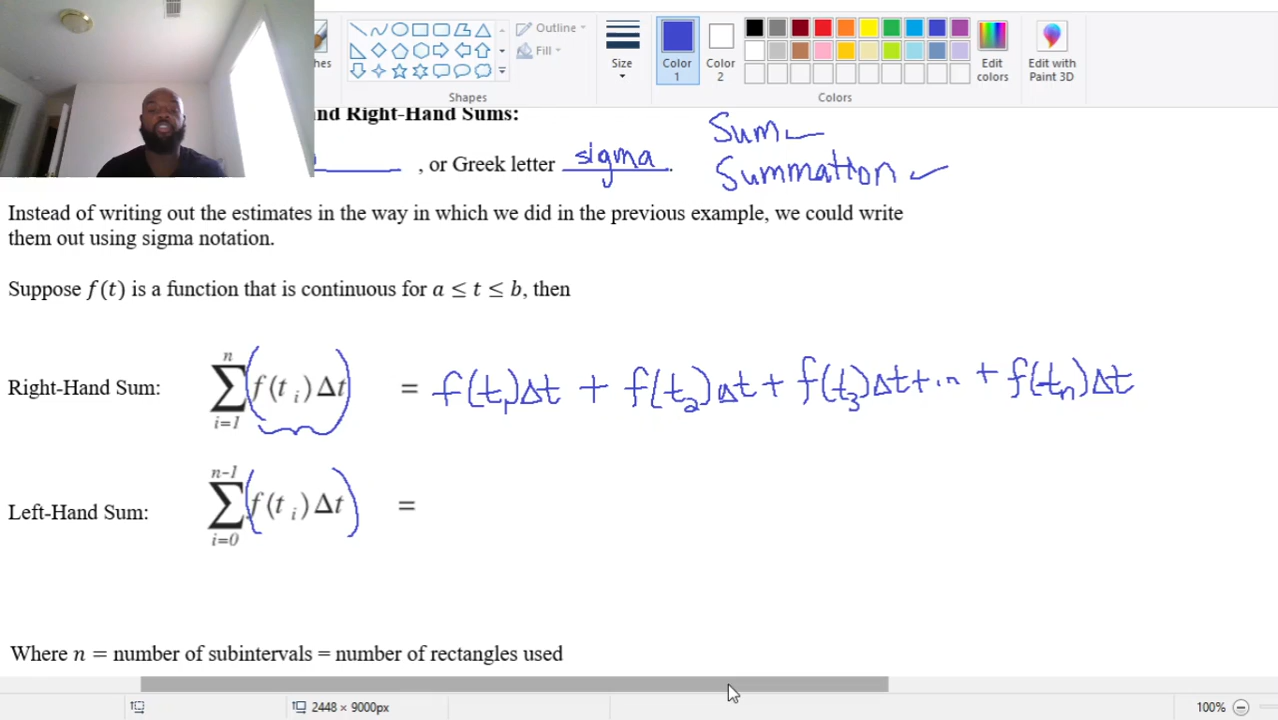 Outline
Fill
hes
Size
Color 1
Color 2
Edit colors
Edit with Paint 3D
Shapes
Colors
nd Right-Hand Sums:
Sum
, or Greek letter sigma.
Summation
Instead of writing out the estimates in the way in which we did in the previous example, we could write
them out using sigma notation.
Suppose f(t) is a function that is continuous for a ≤ t ≤ b, then
Right-Hand Sum: n ∑ i=1 (f(t i) Δt) = f(t₁)Δt + f(t₂)Δt + f(t₃)Δt + ... + f(tₙ)Δt
Left-Hand Sum: n-1 ∑ i=0 (f(t i) Δt) =
Where n = number of subintervals = number of rectangles used
2448 × 9000px
100%